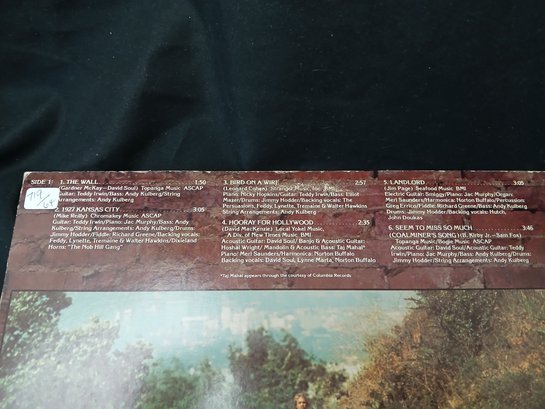 SIDE 1:
1. THE WALL 1:50
(Gardner McKay—David Soul) Topanga Music ASCAP
Guitar: Teddy Irwin/Bass: Andy Kulberg/String
Arrangements: Andy Kulberg
2. 1927 KANSAS CITY 3:05
(Mike Reilly) Chromakey Music ASCAP
Guitar: Teddy Irwin/Piano: Jac Murphy/Bass: Andy
Kulberg/String Arrangements: Andy Kulberg/Drums:
Jimmy Hodder/Fiddle: Richard Greene/Backing vocals:
Teddy, Lynette, Tremaine & Walter Hawkins/Dixieland
Horns: "The Nob Hill Gang"
3. BIRD ON A WIRE 2:57
(Leonard Cohen) Stranger Music, Inc. BMI
Piano: Nicky Hopkins/Guitar: Teddy Irwin/Bass: Elliot
Mazer/Drums: Jimmy Hodder/Backing vocals: The
Persuasions, Teddy, Lynette, Tremaine & Walter Hawkins/
String Arrangements: Andy Kulberg
4. HOORAY FOR HOLLYWOOD 2:35
(David MacKenzie) Local Yokel Music,
A Div. of New Times Music, BMI
Acoustic Guitar: David Soul/ Banjo & Acoustic Guitar:
Hoshal Wright/ Mandolin & Acoustic Bass: Taj Mahal*/
Piano: Merl Saunders/Harmonica: Norton Buffalo/
Backing vocals: David Soul, Lynne Marta, Norton Buffalo
*Taj Mahal appears through the courtesy of Columbia Records
5. LANDLORD 3:05
(Jim Page) Seafood Music BMI
Electric Guitar: Smiggy/Piano: Jac Murphy/Organ:
Merl Saunders/Harmonica: Norton Buffalo/Percussion
Greg Errico/Fiddle: Richard Greene/Bass: Andy Kulberg
Drums: Jimmy Hodder/Backing vocals: Hutch,
John Doukas
6. SEEM TO MISS SO MUCH 3:46
(COALMINER'S SONG) (B. Kirby Jr.—Sam Fox)
Topanga Music/Bogie Music ASCAP
Acoustic Guitar: David Soul/Acoustic Guitar: Teddy
Irwin/Piano: Jac Murphy/Bass: Andy Kulberg/Drums:
Jimmy Hodder/String Arrangements: Andy Kulberg